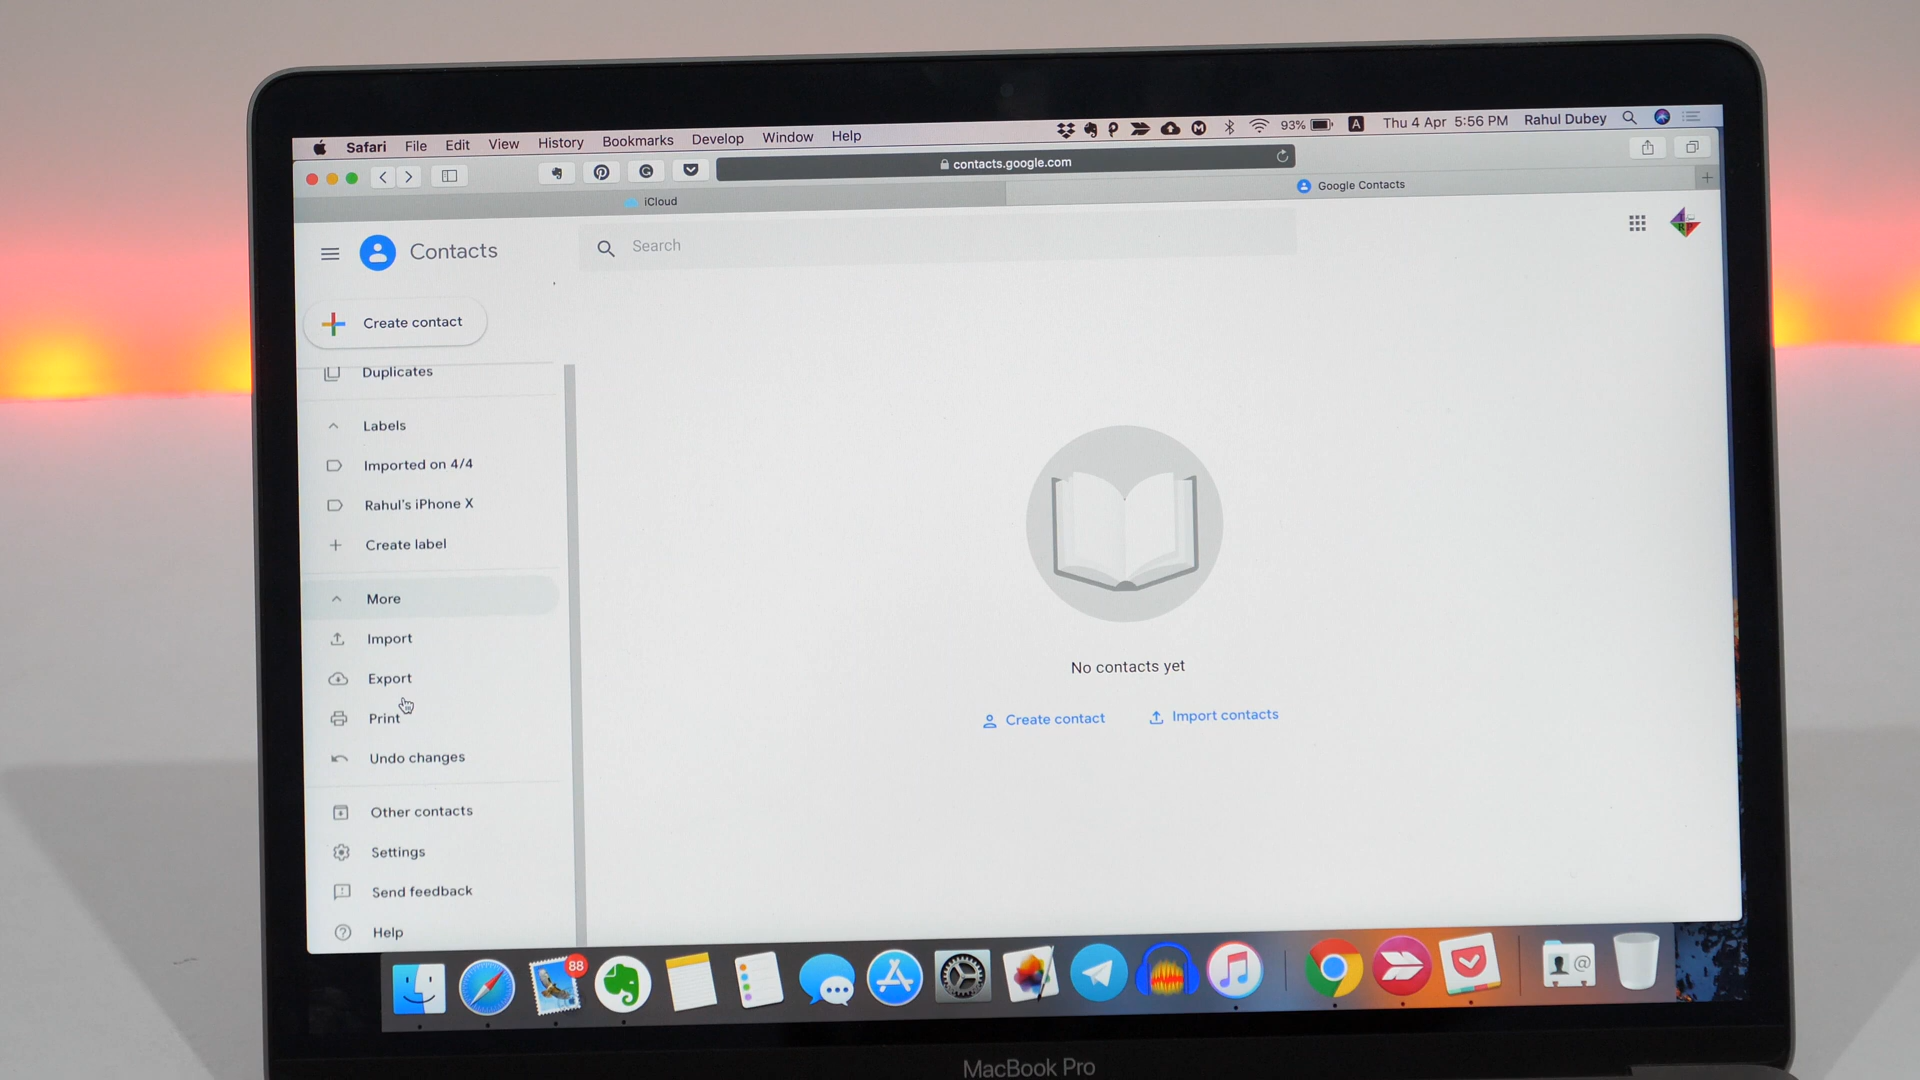 Safari File Edit View History Bookmarks Develop Window Help
93% A Thu 4 Apr 5:56 PM Rahul Dubey
contacts.google.com
iCloud
Google Contacts
Contacts
Search
Create contact
Duplicates
Labels
Imported on 4/4
Rahul's iPhone X
Create label
More
Import
Export
Print
Undo changes
Other contacts
Settings
Send feedback
Help
No contacts yet
Create contact
Import contacts
88
MacBook Pro